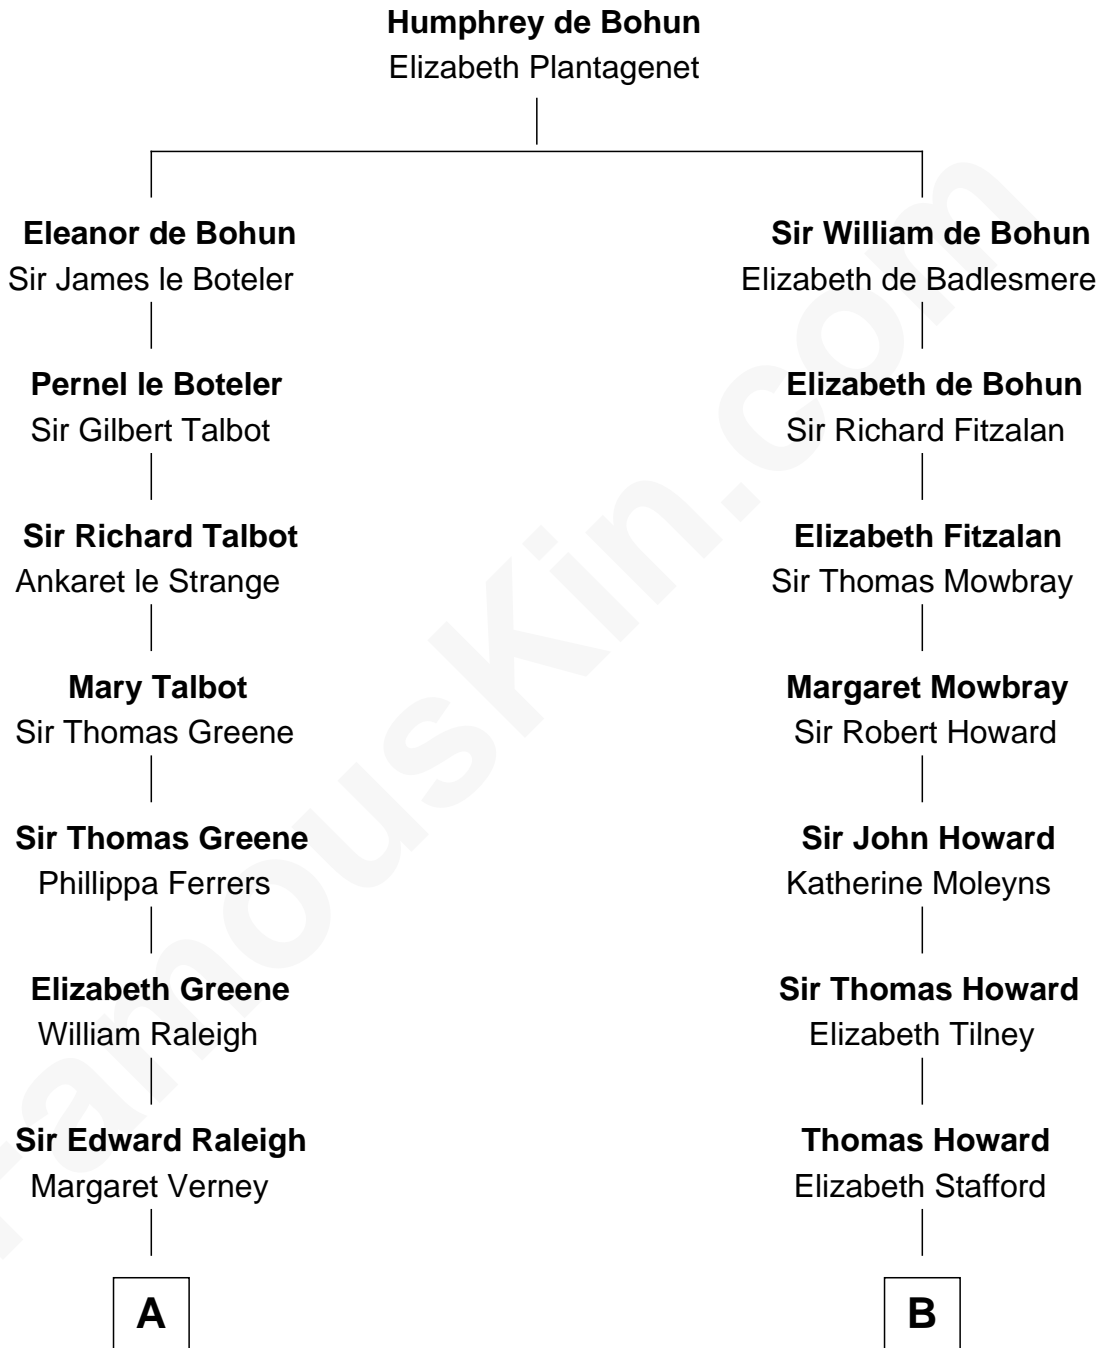 Humphrey de Bohun
Elizabeth Plantagenet
Eleanor de Bohun
Sir James le Boteler
Sir William de Bohun
Elizabeth de Badlesmere
Pernel le Boteler
Sir Gilbert Talbot
Elizabeth de Bohun
Sir Richard Fitzalan
Sir Richard Talbot
Ankaret le Strange
Elizabeth Fitzalan
Sir Thomas Mowbray
Mary Talbot
Sir Thomas Greene
Margaret Mowbray
Sir Robert Howard
Sir Thomas Greene
Phillippa Ferrers
Sir John Howard
Katherine Moleyns
Elizabeth Greene
William Raleigh
Sir Thomas Howard
Elizabeth Tilney
Sir Edward Raleigh
Margaret Verney
Thomas Howard
Elizabeth Stafford
A
B
FamousKin.com